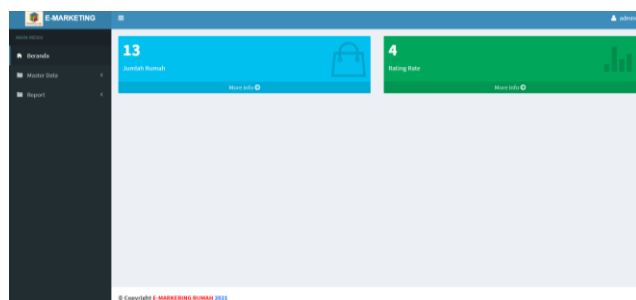 E-MARKETING
admin
MAIN MENU
Beranda
Master Data
Report
13
Jumlah Rumah
More info
4
Rating Rate
More info
© Copyright E-MARKERING RUMAH 2021